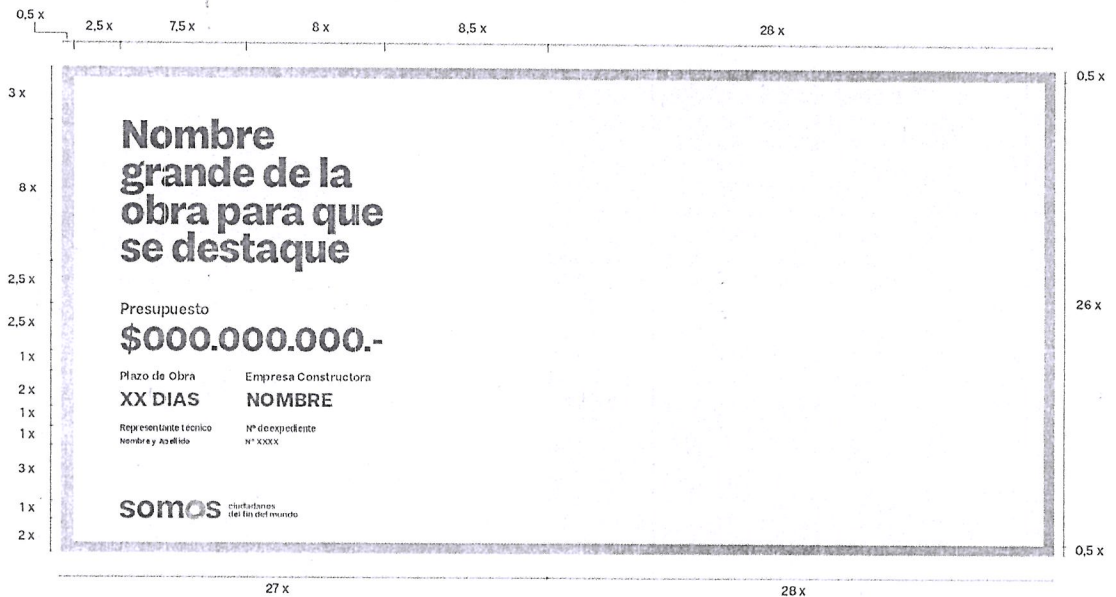 0,5 x
2,5 x 7,5 x 8 x 8,5 x 28 x
3 x
0,5 x
Nombre
grande de la
obra para que
se destaque
8 x
2,5 x
Presupuesto
$000.000.000.-
2,5 x
26 x
1 x
Plazo de Obra Empresa Constructora
XX DIAS NOMBRE
2 x
1 x
Representante técnico N° de expediente
1 x
Nombre y Apellido N° XXXX
3 x
somos ciudadanos
del fin del mundo
1 x
2 x
0,5 x
27 x 28 x